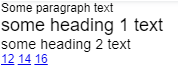 Some paragraph text
some heading 1 text
some heading 2 text
12 14 16